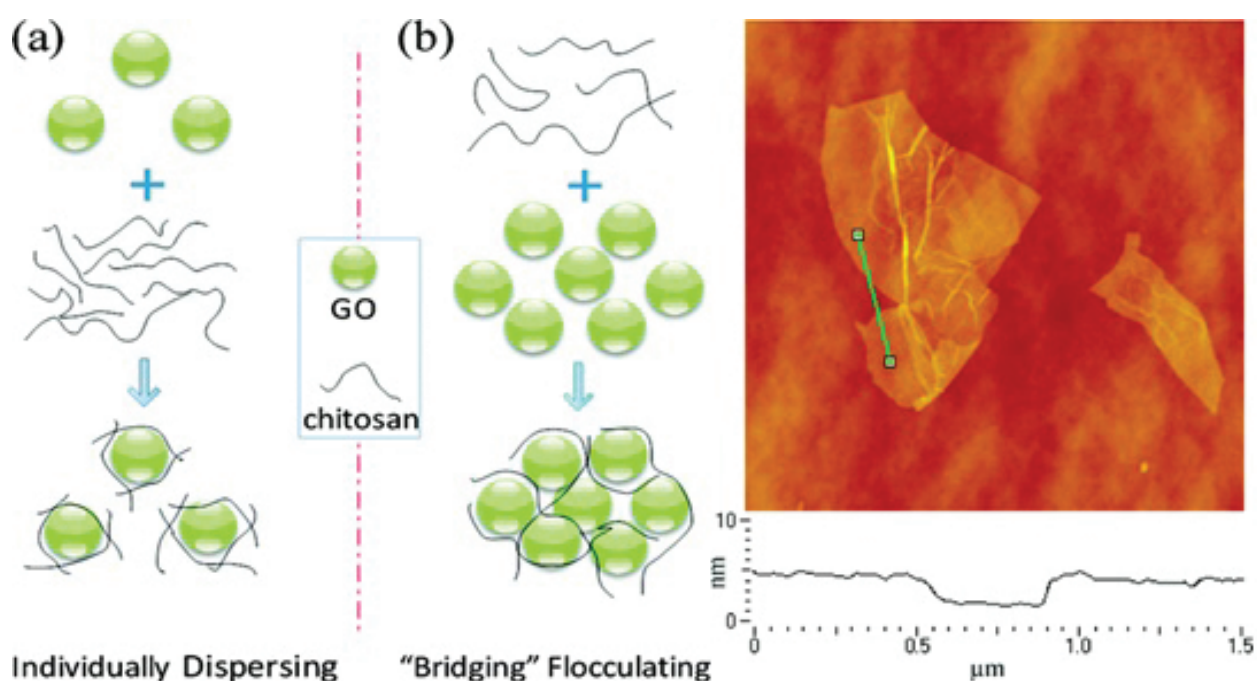 (a)
(b)
GO
chitosan
Individually Dispersing
“Bridging” Flocculating
10
nm
0
0
0.5
1.0
1.5
μm